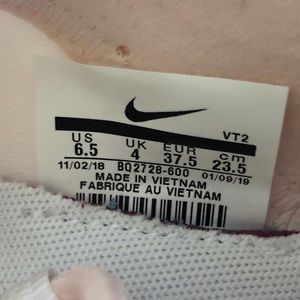 VT2
US UK EUR cm
6.5 4 37.5 23.5
11/02/18 BQ2728-600 01/09/19
MADE IN VIETNAM
FABRIQUE AU VIETNAM